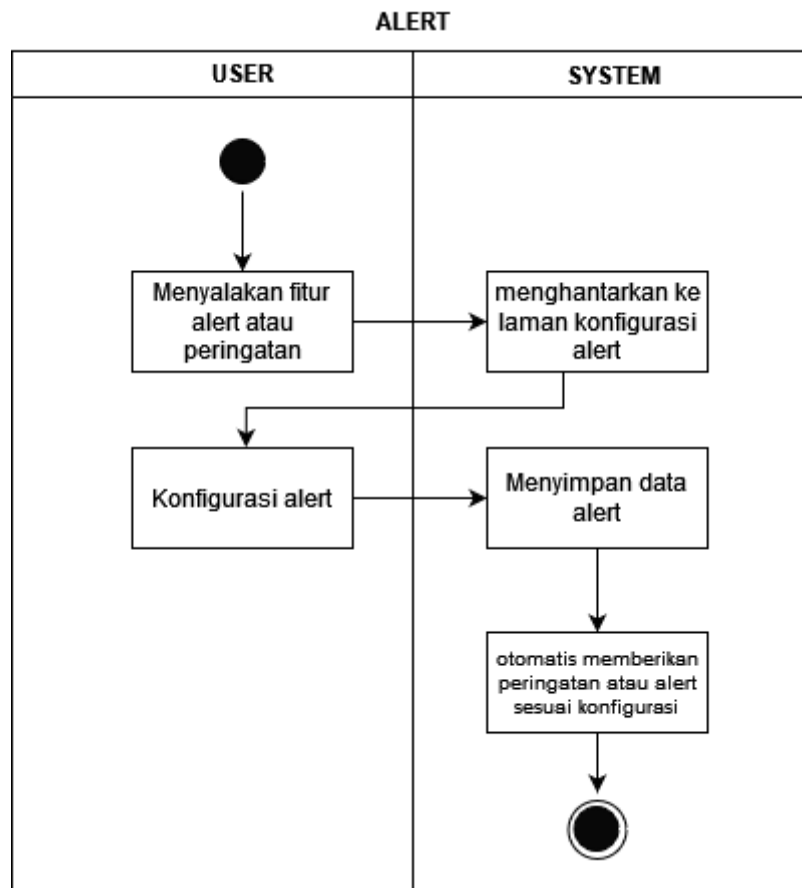 ALERT
USER
SYSTEM
Menyalakan fitur
alert atau
peringatan
menghantarkan ke
laman konfigurasi
alert
Konfigurasi alert
Menyimpan data
alert
otomatis memberikan
peringatan atau alert
sesuai konfigurasi